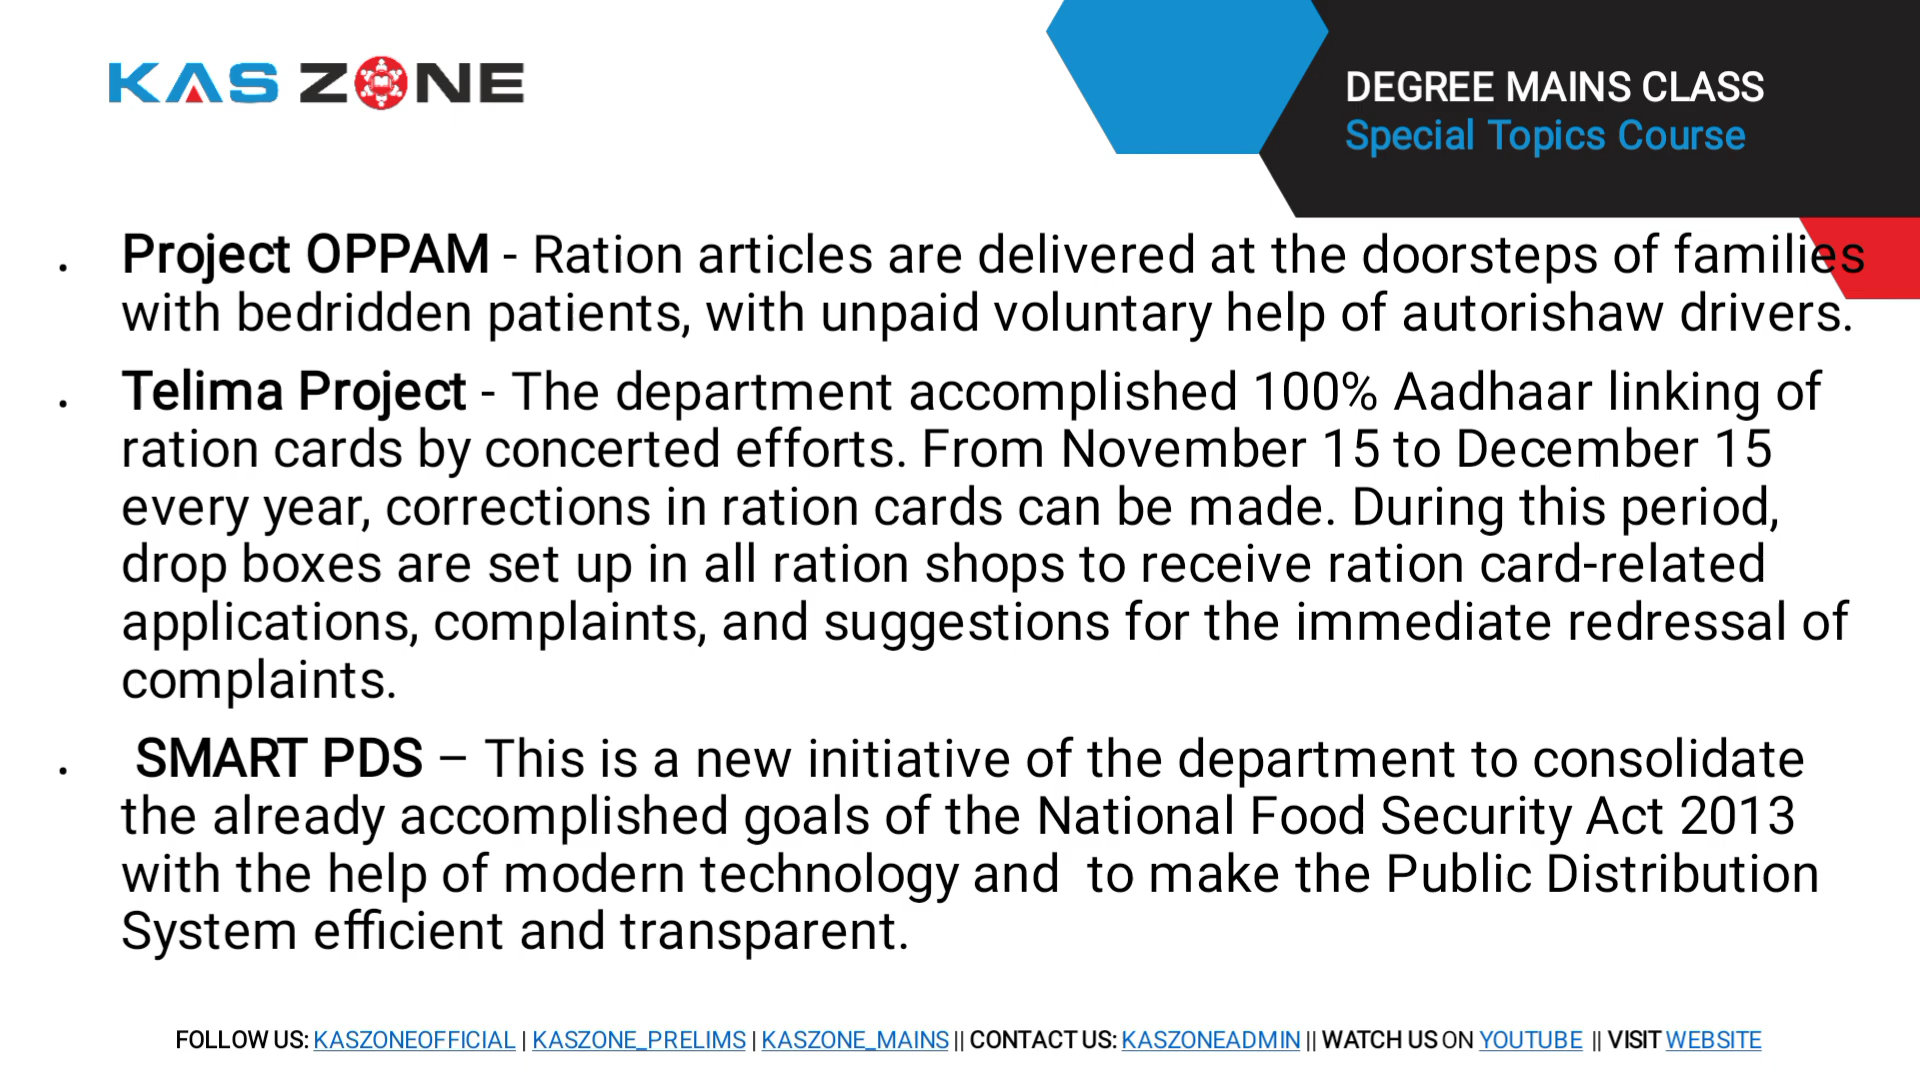 KAS ZONE
DEGREE MAINS CLASS
Special Topics Course
. Project OPPAM - Ration articles are delivered at the doorsteps of families
with bedridden patients, with unpaid voluntary help of autorishaw drivers.
. Telima Project - The department accomplished 100% Aadhaar linking of
ration cards by concerted efforts. From November 15 to December 15
every year, corrections in ration cards can be made. During this period,
drop boxes are set up in all ration shops to receive ration card-related
applications, complaints, and suggestions for the immediate redressal of
complaints.
. SMART PDS – This is a new initiative of the department to consolidate
the already accomplished goals of the National Food Security Act 2013
with the help of modern technology and to make the Public Distribution
System efficient and transparent.
FOLLOW US: KASZONEOFFICIAL | KASZONE_PRELIMS | KASZONE_MAINS || CONTACT US: KASZONEADMIN || WATCH US ON YOUTUBE || VISIT WEBSITE